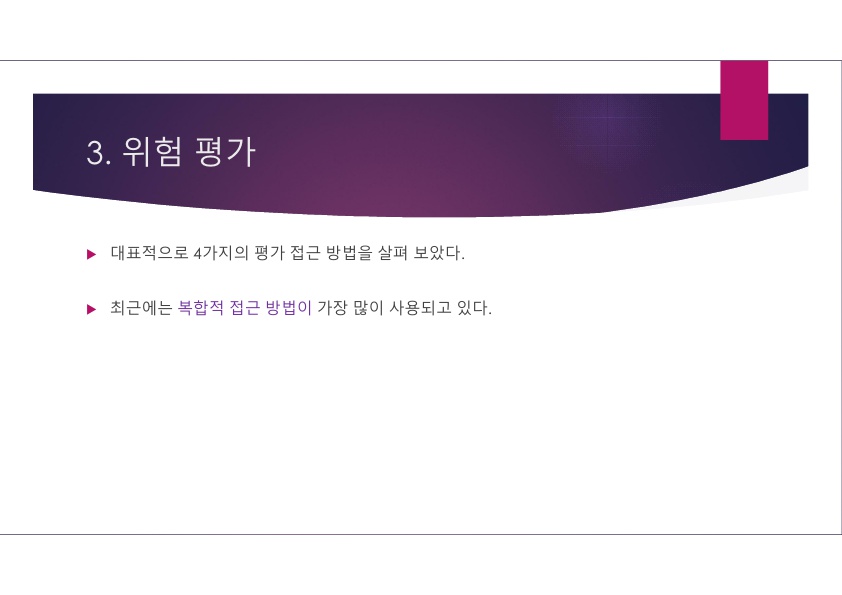 3. 위험 평가
대표적으로 4가지의 평가 접근 방법을 살펴 보았다.
최근에는 복합적 접근 방법이 가장 많이 사용되고 있다.